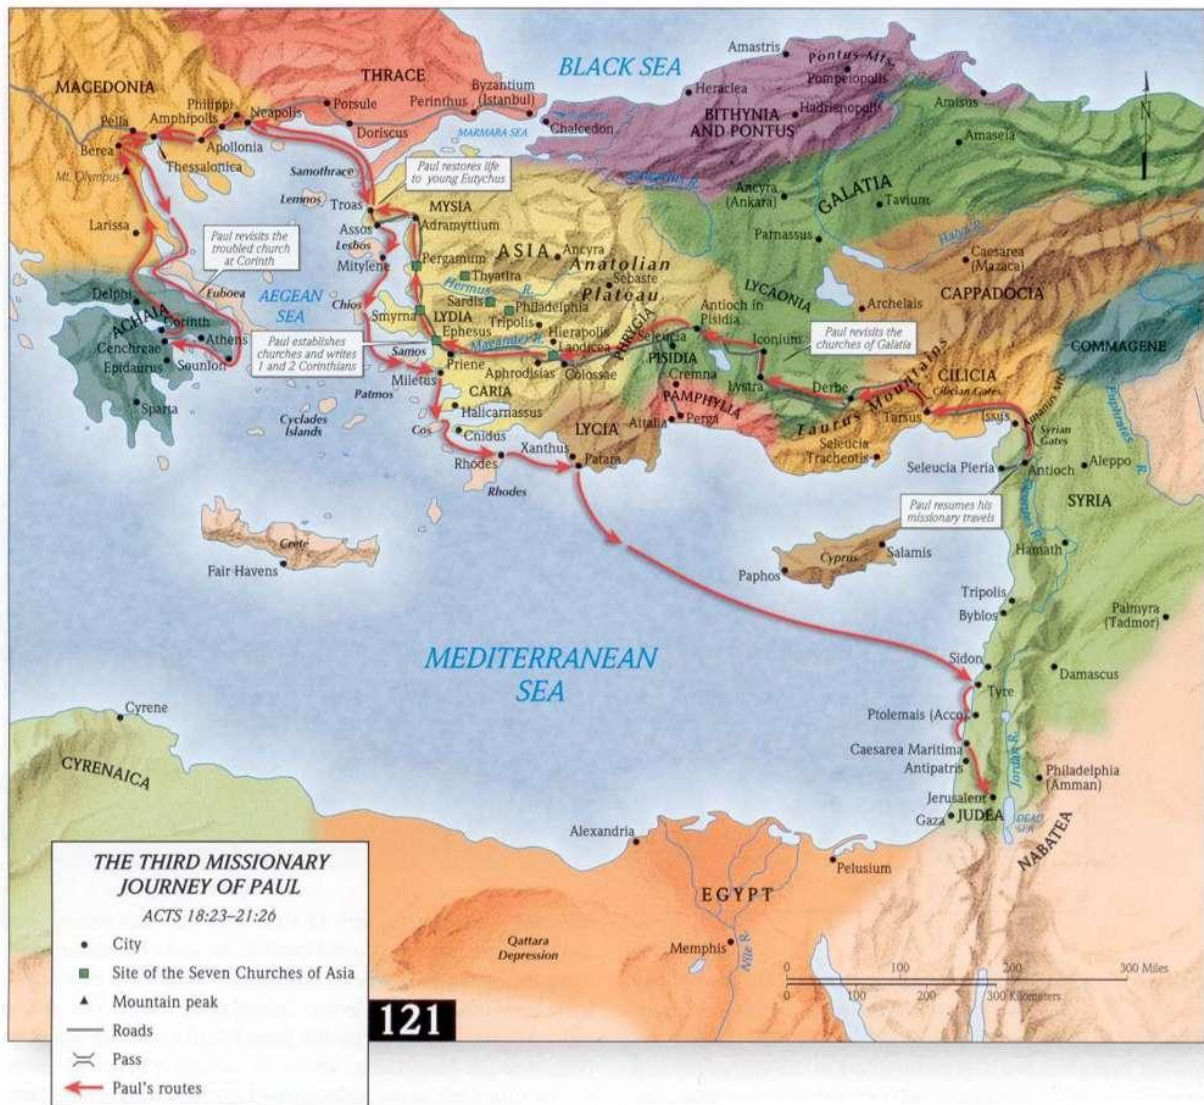 BLACK SEA
Amastris
Pontus Mts.
Pompeiopolis
Heraclea
Hadrianopolis
BITHYNIA
AND PONTUS
Amisus
Amaseia
THRACE
MACEDONIA
Byzantium
(Istanbul)
Perinthus
Porsule
Doriscus
Chalcedon
MARMARA SEA
Philippi
Neapolis
Amphipolis
Pella
Apollonia
Berea
Thessalonica
Mt. Olympus
Samothrace
Paul restores life
to young Eutychus
Lemnos
Troas
MYSIA
Assos
Adramyttium
Larissa
Paul revisits the
troubled church
at Corinth
Lesbos
Mitylene
Pergamum
ASIA
Ancyra
Anatolian
Plateau
Thyatira
Sebaste
Hermus R.
Sardis
Philadelphia
Ancyra
(Ankara)
GALATIA
Tavium
Parnassus
Halys R.
Caesarea
(Mazaca)
CAPPADOCIA
LYCAONIA
Archelais
Delphi
Euboea
AEGEAN
SEA
Chios
Smyrna
LYDIA
Tripolis
Ephesus
Hierapolis
Maeander R.
Laodicea
PHRYGIA
Antioch in
Pisidia
Seleucia
PISIDIA
Iconium
Paul revisits the
churches of Galatia
COMMAGENE
ACHAIA
Corinth
Athens
Cenchreae
Epidaurus
Sounion
Paul establishes
churches and writes
1 and 2 Corinthians
Samos
Priene
Aphrodisias
Colossae
Cremna
Lystra
Derbe
Taurus Mountains
CILICIA
Cilician Gates
Tarsus
Issus
Amanus Mts.
Euphrates R.
Miletus
Patmos
CARIA
PAMPHYLIA
Sparta
Halicarnassus
Perga
Attalia
Cyclades
Islands
Cos
Cnidus
LYCIA
Seleucia
Tracheotis
Syrian
Gates
Xanthus
Rhodes
Patara
Seleucia Pieria
Antioch
Aleppo
Rhodes
Paul resumes his
missionary travels
SYRIA
Orontes R.
Crete
Fair Havens
Cyprus
Salamis
Paphos
Hamath
Tripolis
Byblos
Palmyra
(Tadmor)
MEDITERRANEAN
SEA
Sidon
Damascus
Tyre
Cyrene
Ptolemais (Acco)
CYRENAICA
Caesarea Maritima
Antipatris
Jordan R.
Philadelphia
(Amman)
Jerusalem
Gaza
JUDEA
DEAD
SEA
NABATEA
Alexandria
Pelusium
EGYPT
Qattara
Depression
Memphis
Nile R.
0 100 200 300 Miles
0 100 200 300 Kilometers
N
THE THIRD MISSIONARY
JOURNEY OF PAUL
ACTS 18:23–21:26
City
Site of the Seven Churches of Asia
Mountain peak
Roads
Pass
Paul's routes
121